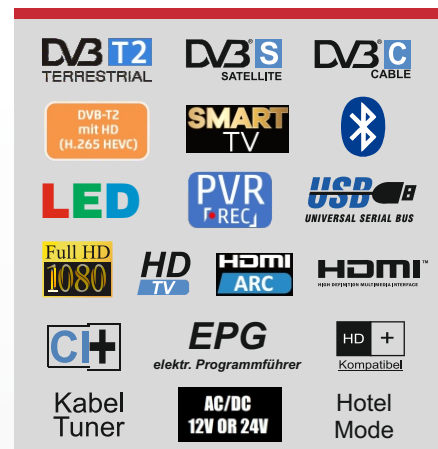 DVB T2
TERRESTRIAL
DVB® S
SATELLITE
DVB® C
CABLE
DVB-T2
mit HD
(H.265 HEVC)
SMART
TV
LED
PVR
REC
USB
UNIVERSAL SERIAL BUS
Full HD
1080
HD
TV
HDMI
ARC
HDMI™
HIGH DEFINITION MULTIMEDIA INTERFACE
CI+
EPG
elektr. Programmführer
HD +
Kompatibel
Kabel
Tuner
AC/DC
12V OR 24V
Hotel
Mode